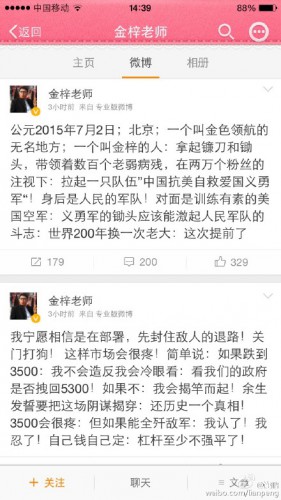 中国移动
14:39
88%
返回
金梓老师
主页
微博
相册
金梓老师
3小时前 来自 专业版微博
公元2015年7月2日；北京；一个叫金色领航的
无名地方；一个叫金梓的人：拿起镰刀和锄
头，带领着数百个老弱病残，在两万个粉丝的
注视下：拉起一只队伍"中国抗美自救爱国义勇
军"！身后是人民的军队！对面是训练有素的美
国空军：义勇军的锄头应该能激起人民军队的
斗志：世界200年换一次老大：这次提前了
179
200
329
金梓老师
3小时前 来自 专业版微博
我宁愿相信是在部署，先封住敌人的退路！关
门打狗！ 这样市场会很疼！简单说：如果跌到
3500：我不会造反我会冷眼看：看我们的政府
是否拽回5300！如果不：我会揭竿而起！余生
发誓要把这场阴谋揭穿：还历史一个真相！
3500会很疼！但如果能全歼敌军：我认了！我
忍了！自己钱自己定：杠杆至少不强平了！
+ 关注
聊天
文章
weibo.com/lianpeng